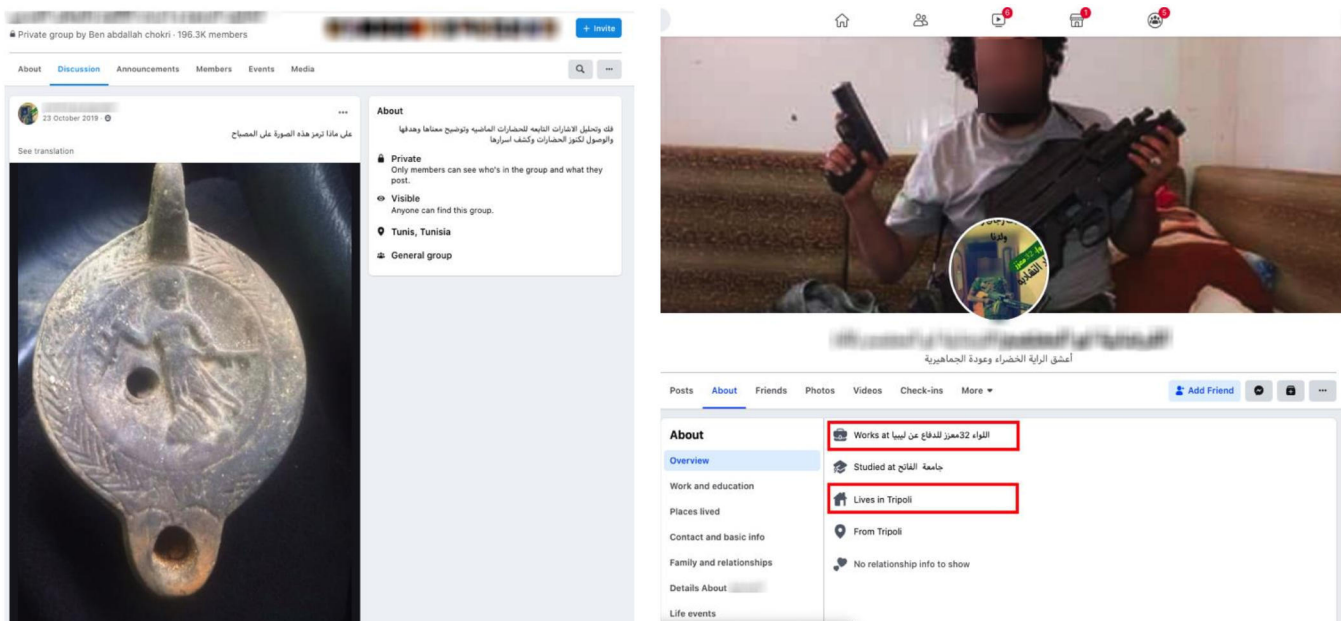 Private group by Ben abdallah chokri · 196.3K members
+ Invite
About Discussion Announcements Members Events Media
23 October 2019
على ماذا ترمز هذه الصورة على المصباح
See translation
About
فك وتحليل الاشارات التابعه للحضارات الماضيه وتوضيح معناها وهدفها
والوصول لكنوز الحضارات وكشف اسرارها
Private
Only members can see who's in the group and what they
post.
Visible
Anyone can find this group.
Tunis, Tunisia
General group
6
1
5
أعشق الراية الخضراء وعودة الجماهيرية
Posts About Friends Photos Videos Check-ins More
Add Friend
About
Overview
Work and education
Places lived
Contact and basic info
Family and relationships
Details About
Life events
Works at اللواء 32معزز للدفاع عن ليبيا
Studied at جامعة الفاتح
Lives in Tripoli
From Tripoli
No relationship info to show